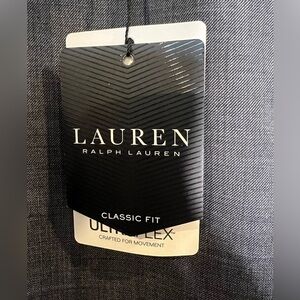 LAUREN
RALPH LAUREN
CLASSIC FIT
ULTRAFLEX
CRAFTED FOR MOVEMENT